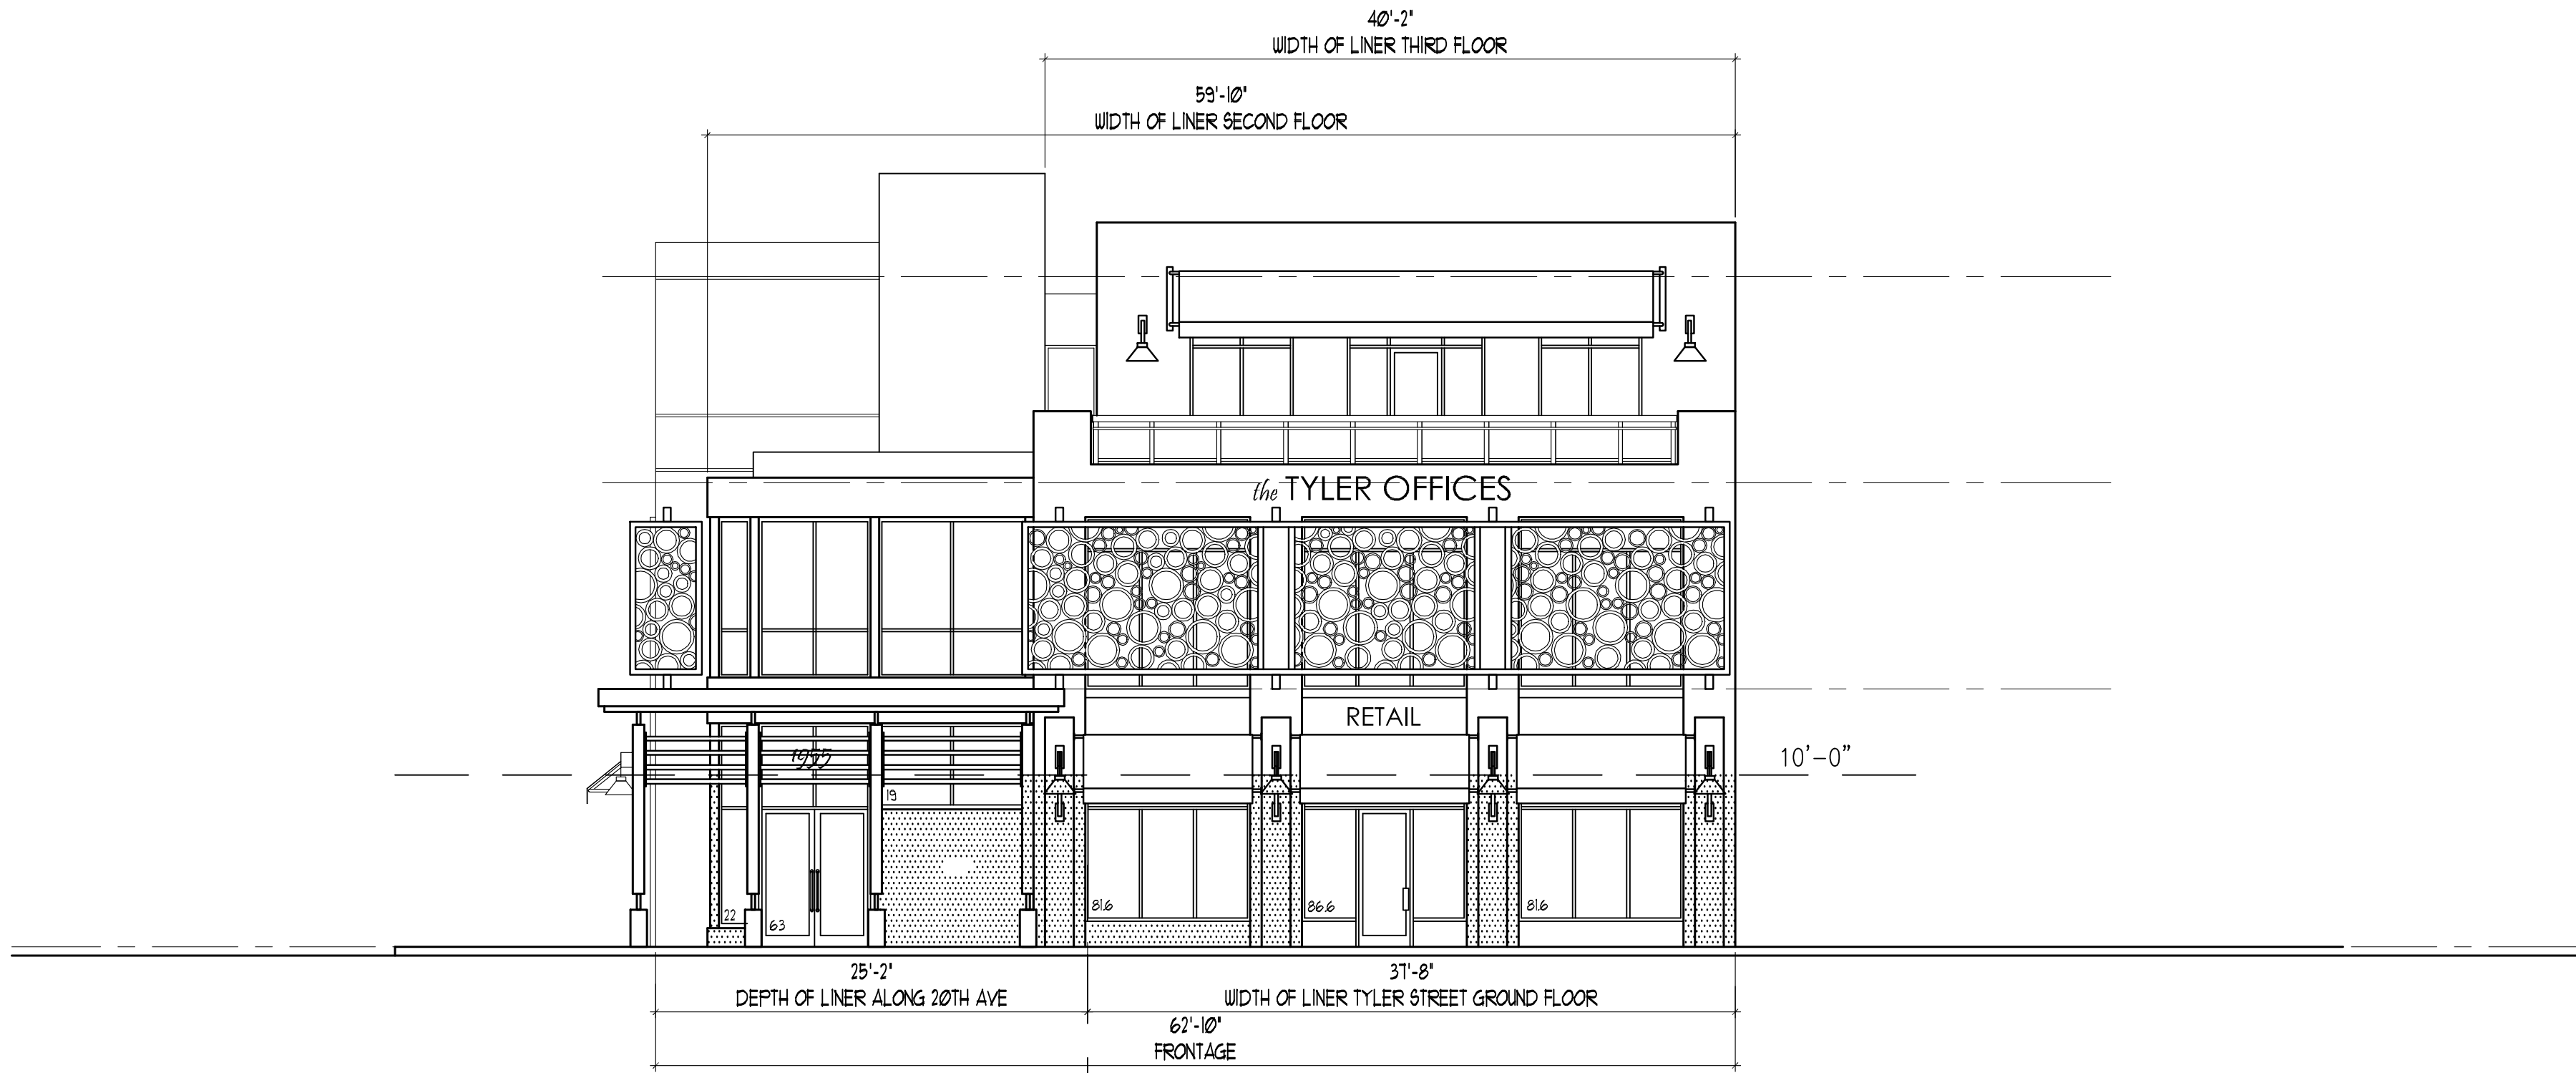 40'-2"
WIDTH OF LINER THIRD FLOOR
59'-10"
WIDTH OF LINER SECOND FLOOR
the TYLER OFFICES
RETAIL
1955
10'-0"
19
22
63
81.6
86.6
81.6
25'-2"
DEPTH OF LINER ALONG 20TH AVE
37'-8"
WIDTH OF LINER TYLER STREET GROUND FLOOR
62'-10"
FRONTAGE